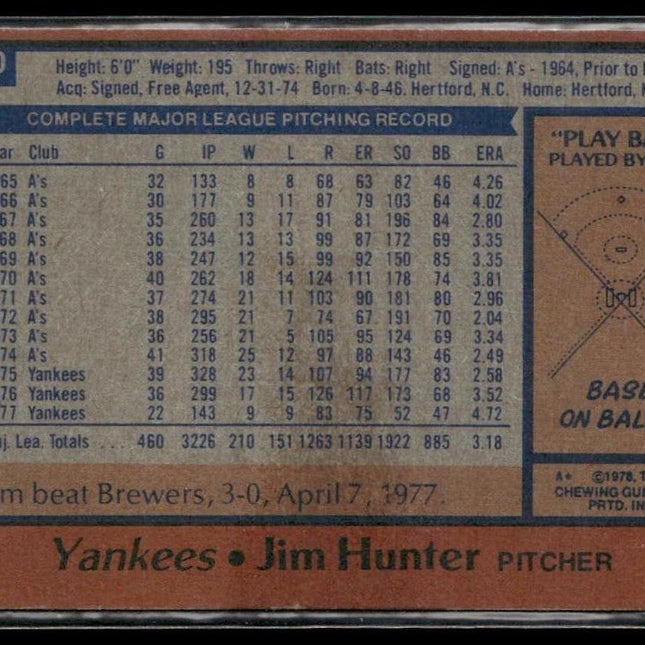 0
Height: 6'0" Weight: 195 Throws: Right Bats: Right Signed: A's - 1964, Prior to
Acq: Signed, Free Agent, 12-31-74 Born: 4-8-46, Hertford, N.C. Home: Hertford,
COMPLETE MAJOR LEAGUE PITCHING RECORD
ar Club G IP W L R ER SO BB ERA
65 A's 32 133 8 8 68 63 82 46 4.26
66 A's 30 177 9 11 87 79 103 64 4.02
67 A's 35 260 13 17 91 81 196 84 2.80
68 A's 36 234 13 13 99 87 172 69 3.35
69 A's 38 247 12 15 99 92 150 85 3.35
70 A's 40 262 18 14 124 111 178 74 3.81
71 A's 37 274 21 11 103 90 181 80 2.96
72 A's 38 295 21 7 74 67 191 70 2.04
73 A's 36 256 21 5 105 95 124 69 3.34
74 A's 41 318 25 12 97 88 143 46 2.49
75 Yankees 39 328 23 14 107 94 177 83 2.58
76 Yankees 36 299 17 15 126 117 173 68 3.52
77 Yankees 22 143 9 9 83 75 52 47 4.72
aj. Lea. Totals ... 460 3226 210 151 1263 1139 1922 885 3.18
"PLAY BA
PLAYED BY
BASE
ON BAL
m beat Brewers, 3-0, April 7, 1977.
A* ©1978, T
CHEWING GU
PRTD. IN
Yankees • Jim Hunter PITCHER